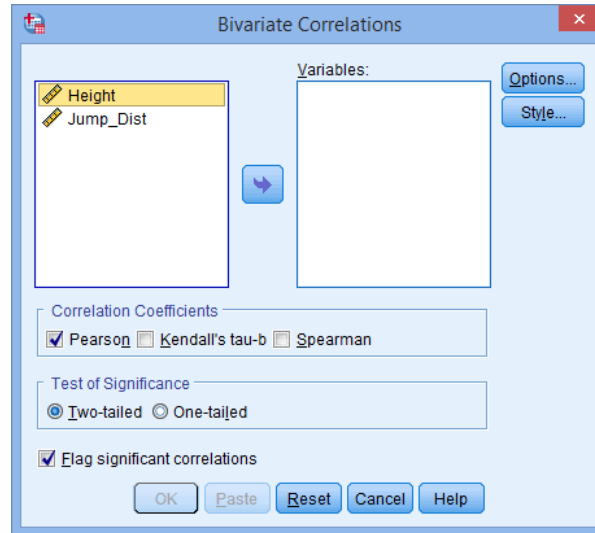 Bivariate Correlations
Variables:
Height
Jump_Dist
Options...
Style...
Correlation Coefficients
Pearson Kendall's tau-b Spearman
Test of Significance
Two-tailed One-tailed
Flag significant correlations
OK Paste Reset Cancel Help